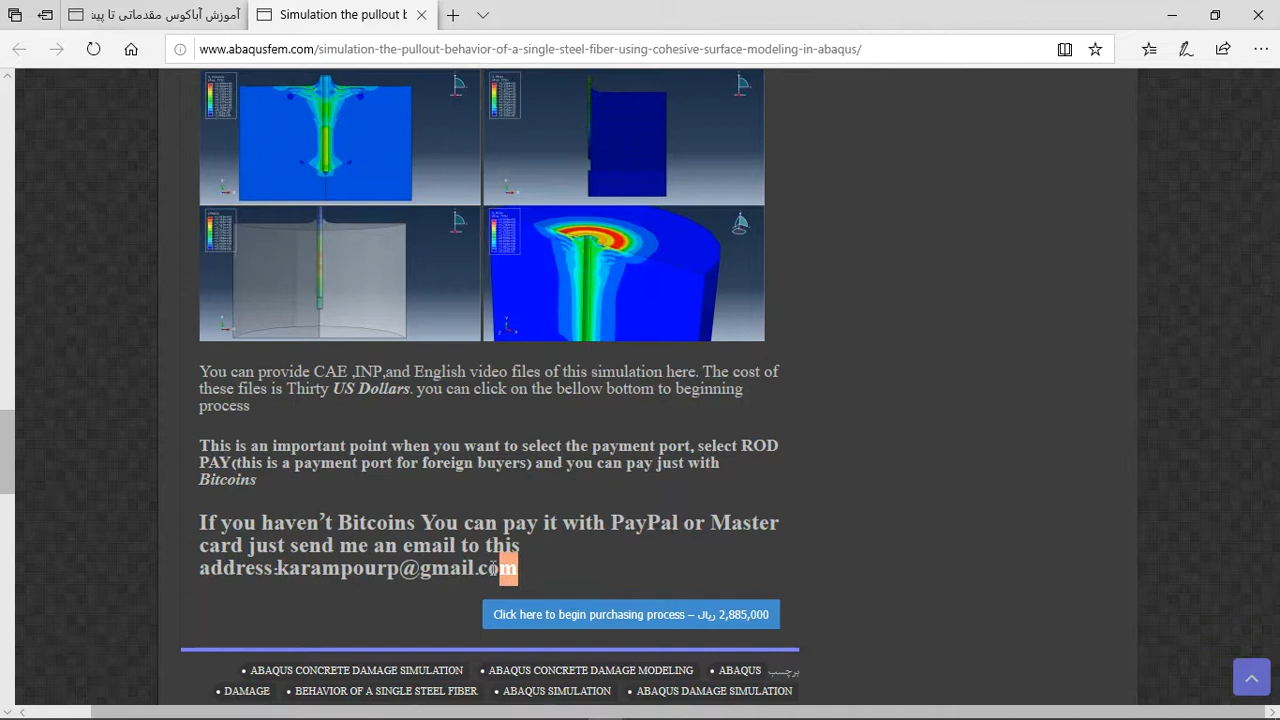 آموزش آباکوس مقدماتی تا پیش
Simulation the pullout b
www.abaqusfem.com/simulation-the-pullout-behavior-of-a-single-steel-fiber-using-cohesive-surface-modeling-in-abaqus/
You can provide CAE ,INP,and English video files of this simulation here. The cost of
these files is Thirty US Dollars. you can click on the bellow bottom to beginning
process
This is an important point when you want to select the payment port, select ROD
PAY(this is a payment port for foreign buyers) and you can pay just with
Bitcoins
If you haven’t Bitcoins You can pay it with PayPal or Master
card just send me an email to this
address:karampourp@gmail.com
Click here to begin purchasing process – 2,885,000 ریال
• ABAQUS CONCRETE DAMAGE SIMULATION • ABAQUS CONCRETE DAMAGE MODELING • ABAQUS برچسب
• DAMAGE • BEHAVIOR OF A SINGLE STEEL FIBER • ABAQUS SIMULATION • ABAQUS DAMAGE SIMULATION